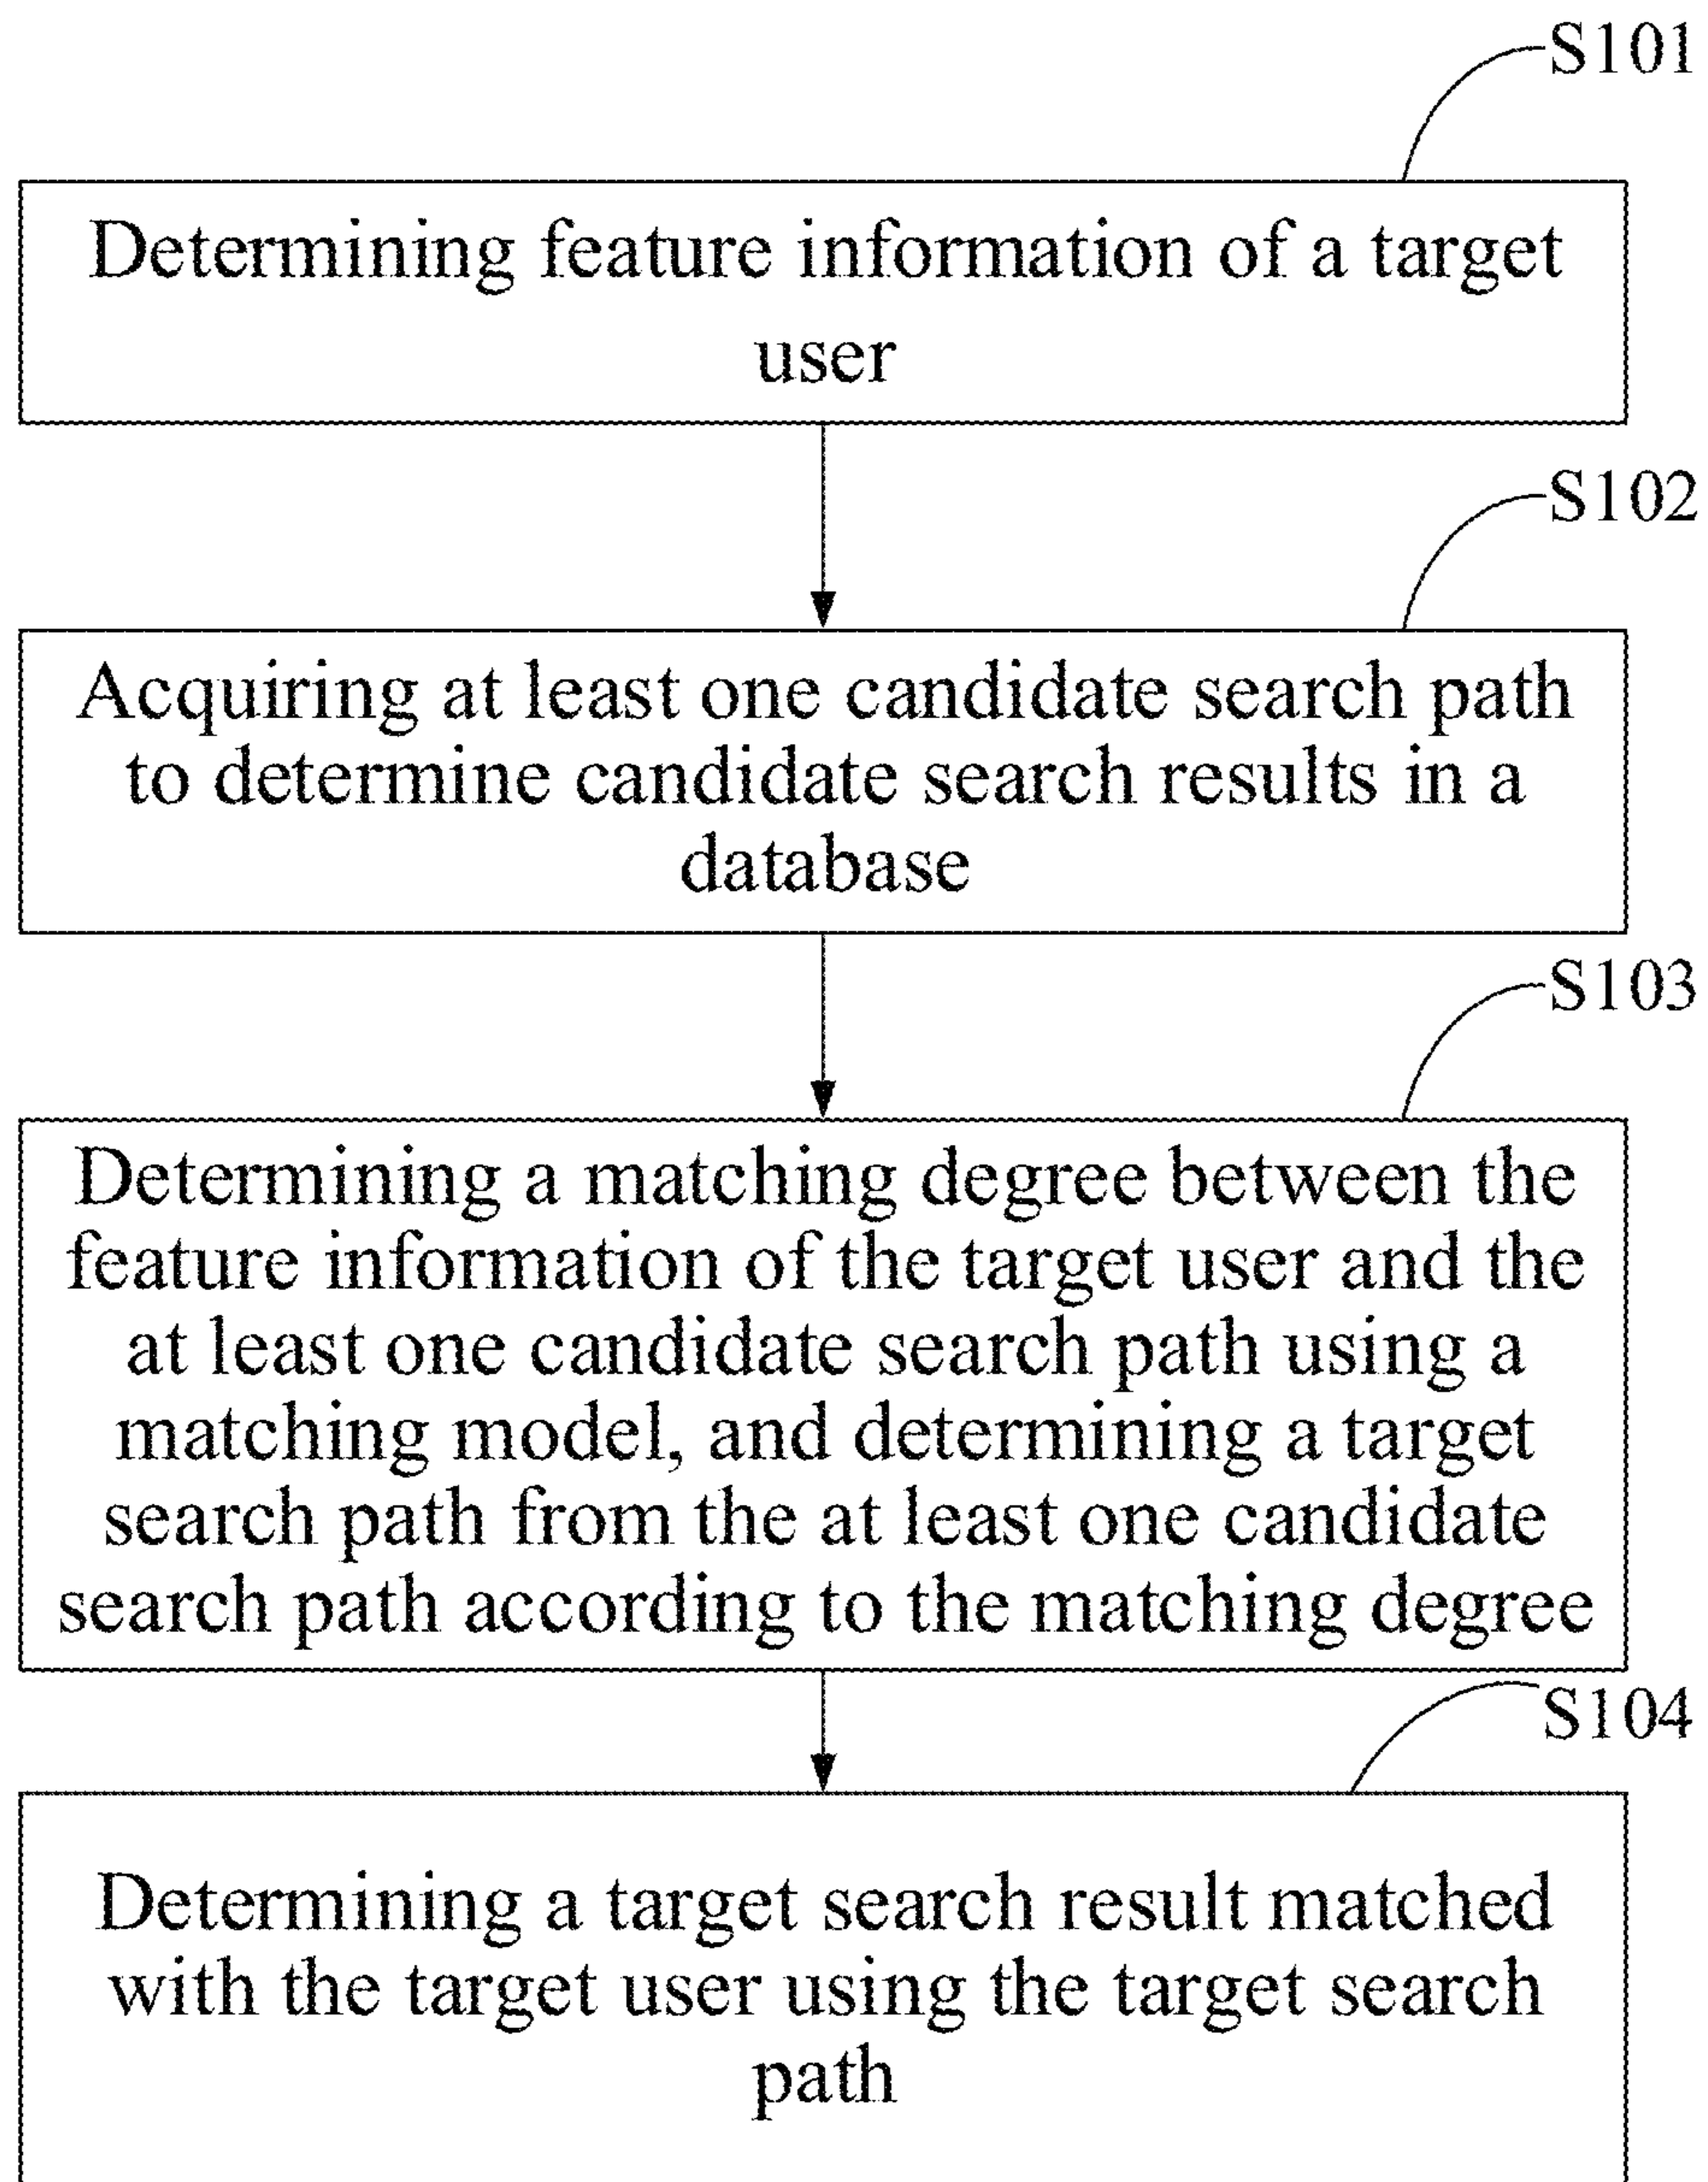 S101
Determining feature information of a target
user
S102
Acquiring at least one candidate search path
to determine candidate search results in a
database
S103
Determining a matching degree between the
feature information of the target user and the
at least one candidate search path using a
matching model, and determining a target
search path from the at least one candidate
search path according to the matching degree
S104
Determining a target search result matched
with the target user using the target search
path